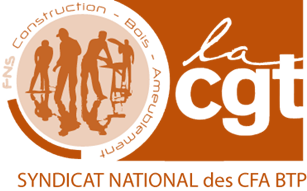 FNS Construction - Bois - Ameublement
la
cgt
SYNDICAT NATIONAL des CFA BTP